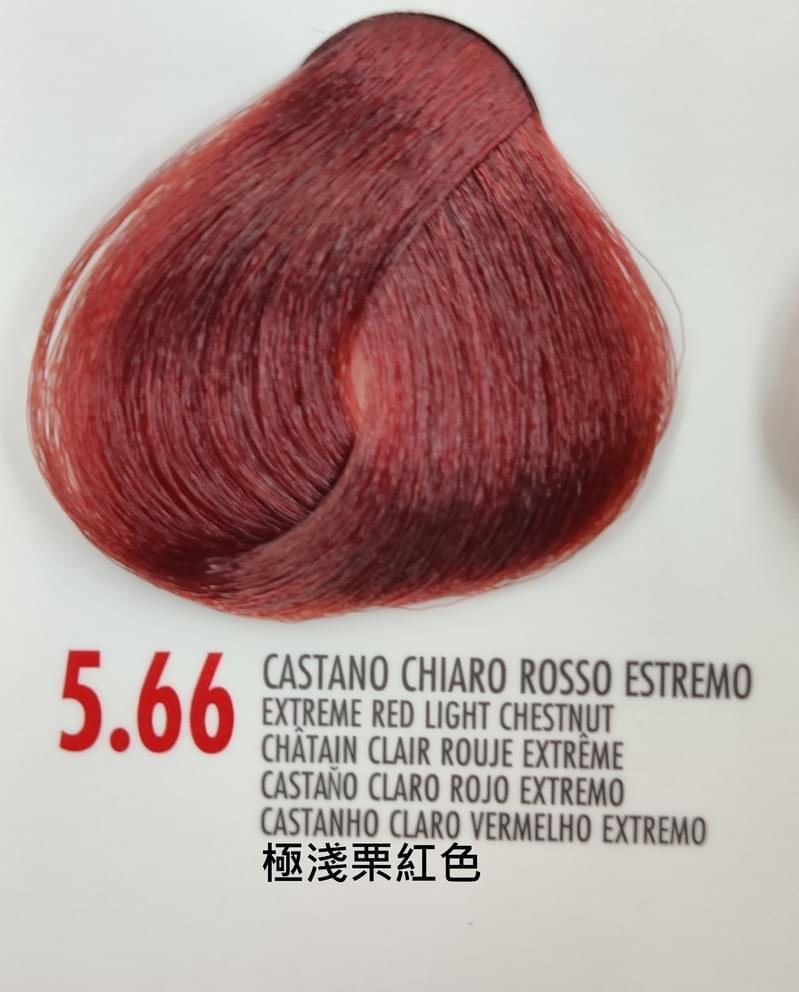 5.66
CASTANO CHIARO ROSSO ESTREMO
EXTREME RED LIGHT CHESTNUT
CHÂTAIN CLAIR ROUJE EXTRÊME
CASTAÑO CLARO ROJO EXTREMO
CASTANHO CLARO VERMELHO EXTREMO
極淺栗紅色